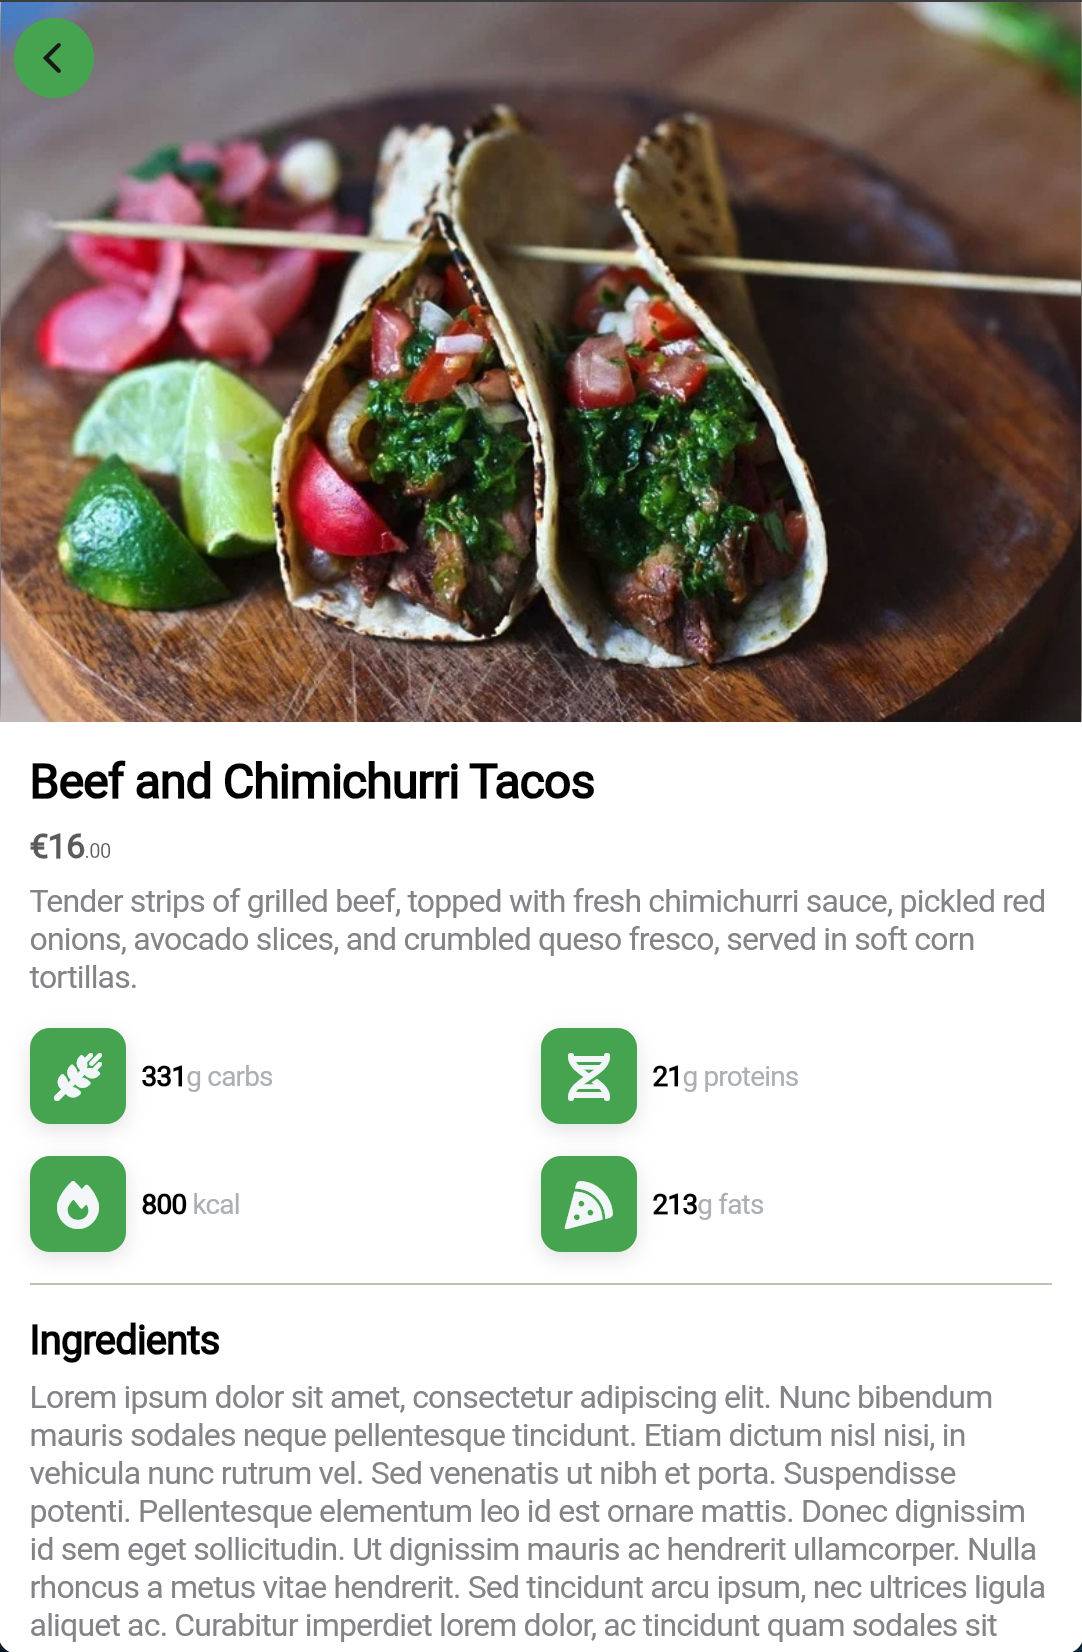 Beef and Chimichurri Tacos
€16.00
Tender strips of grilled beef, topped with fresh chimichurri sauce, pickled red
onions, avocado slices, and crumbled queso fresco, served in soft corn
tortillas.
331g carbs
21g proteins
800 kcal
213g fats
Ingredients
Lorem ipsum dolor sit amet, consectetur adipiscing elit. Nunc bibendum
mauris sodales neque pellentesque tincidunt. Etiam dictum nisl nisi, in
vehicula nunc rutrum vel. Sed venenatis ut nibh et porta. Suspendisse
potenti. Pellentesque elementum leo id est ornare mattis. Donec dignissim
id sem eget sollicitudin. Ut dignissim mauris ac hendrerit ullamcorper. Nulla
rhoncus a metus vitae hendrerit. Sed tincidunt arcu ipsum, nec ultrices ligula
aliquet ac. Curabitur imperdiet lorem dolor, ac tincidunt quam sodales sit